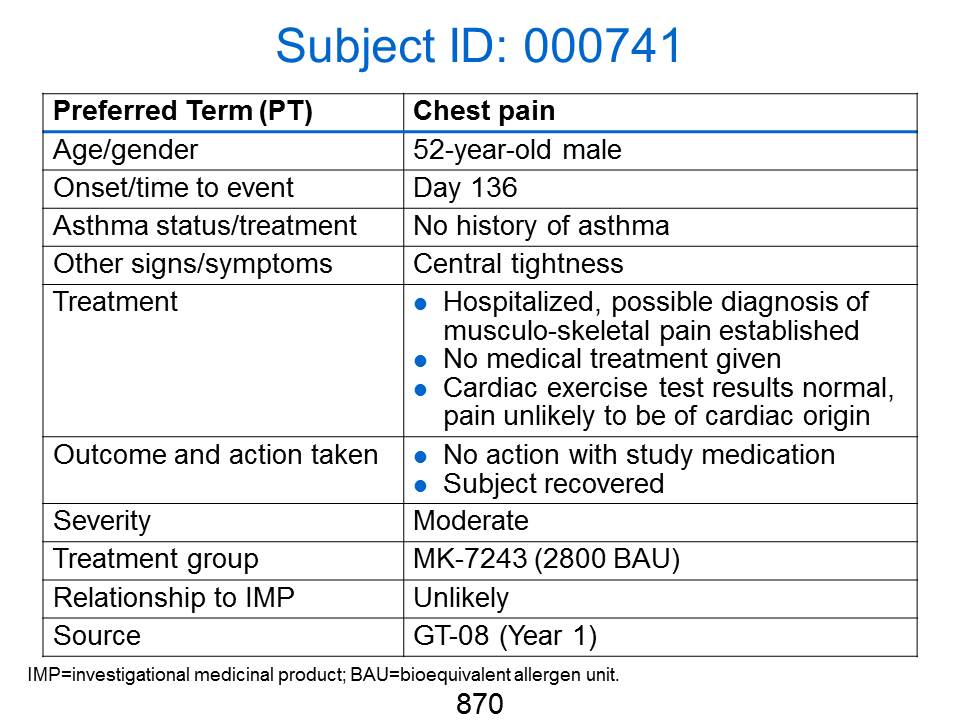 Subject ID: 000741
Preferred Term (PT) Chest pain
Age/gender 52-year-old male
Onset/time to event Day 136
Asthma status/treatment No history of asthma
Other signs/symptoms Central tightness
Treatment ● Hospitalized, possible diagnosis of
musculo-skeletal pain established
● No medical treatment given
● Cardiac exercise test results normal,
pain unlikely to be of cardiac origin
Outcome and action taken ● No action with study medication
● Subject recovered
Severity Moderate
Treatment group MK-7243 (2800 BAU)
Relationship to IMP Unlikely
Source GT-08 (Year 1)
IMP=investigational medicinal product; BAU=bioequivalent allergen unit.
870